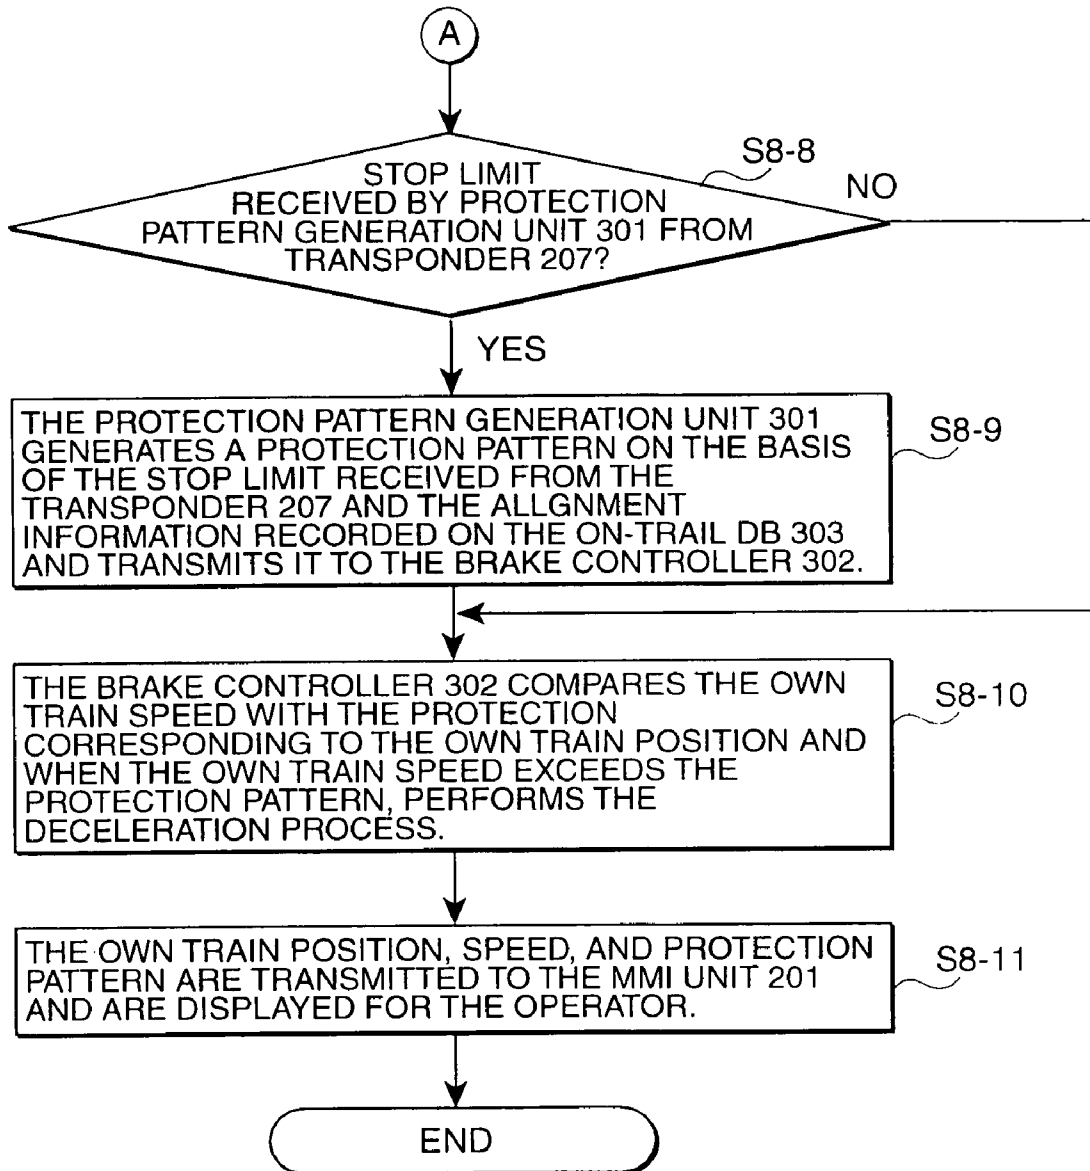 A
STOP LIMIT
RECEIVED BY PROTECTION
PATTERN GENERATION UNIT 301 FROM
TRANSPONDER 207?
S8-8
NO
YES
THE PROTECTION PATTERN GENERATION UNIT 301
GENERATES A PROTECTION PATTERN ON THE BASIS
OF THE STOP LIMIT RECEIVED FROM THE
TRANSPONDER 207 AND THE ALLGNMENT
INFORMATION RECORDED ON THE ON-TRAIL DB 303
AND TRANSMITS IT TO THE BRAKE CONTROLLER 302.
S8-9
THE BRAKE CONTROLLER 302 COMPARES THE OWN
TRAIN SPEED WITH THE PROTECTION
CORRESPONDING TO THE OWN TRAIN POSITION AND
WHEN THE OWN TRAIN SPEED EXCEEDS THE
PROTECTION PATTERN, PERFORMS THE
DECELERATION PROCESS.
S8-10
THE OWN TRAIN POSITION, SPEED, AND PROTECTION
PATTERN ARE TRANSMITTED TO THE MMI UNIT 201
AND ARE DISPLAYED FOR THE OPERATOR.
S8-11
END